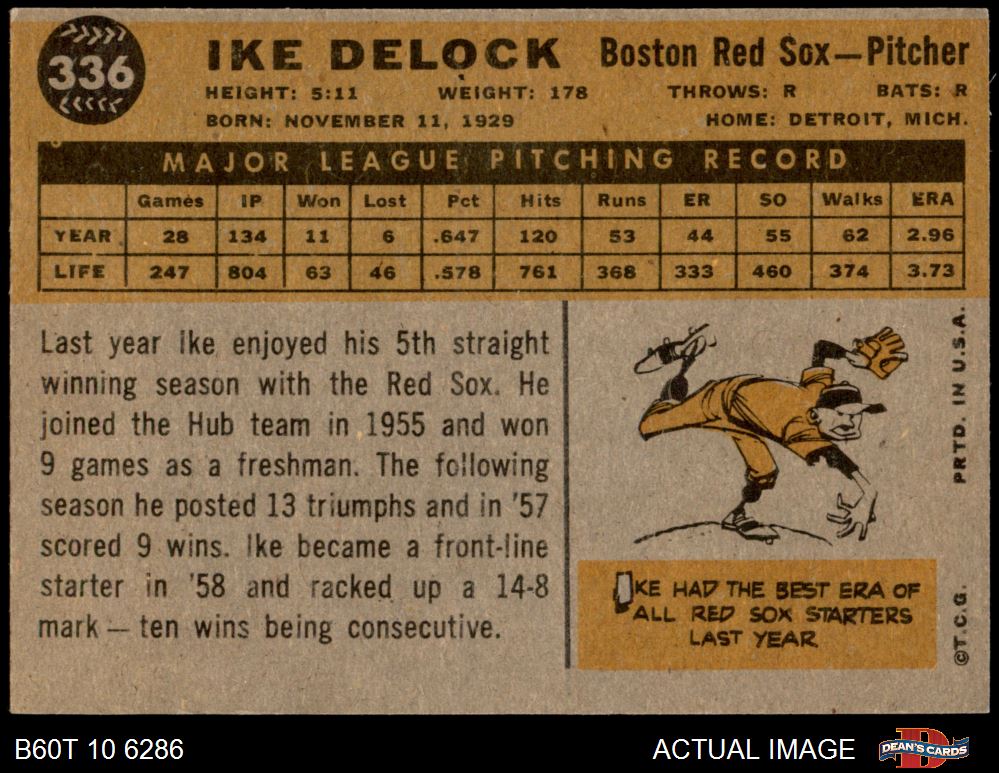 336
IKE DELOCK Boston Red Sox—Pitcher
HEIGHT: 5:11 WEIGHT: 178 THROWS: R BATS: R
BORN: NOVEMBER 11, 1929 HOME: DETROIT, MICH.
MAJOR LEAGUE PITCHING RECORD
Games IP Won Lost Pct Hits Runs ER SO Walks ERA
YEAR 28 134 11 6 .647 120 53 44 55 62 2.96
LIFE 247 804 63 46 .578 761 368 333 460 374 3.73
Last year Ike enjoyed his 5th straight
winning season with the Red Sox. He
joined the Hub team in 1955 and won
9 games as a freshman. The following
season he posted 13 triumphs and in '57
scored 9 wins. Ike became a front-line
starter in '58 and racked up a 14-8
mark — ten wins being consecutive.
IKE HAD THE BEST ERA OF
ALL RED SOX STARTERS
LAST YEAR
PRTD. IN U.S.A.
©T.C.G.
B60T 10 6286 ACTUAL IMAGE
DEAN'S CARDS